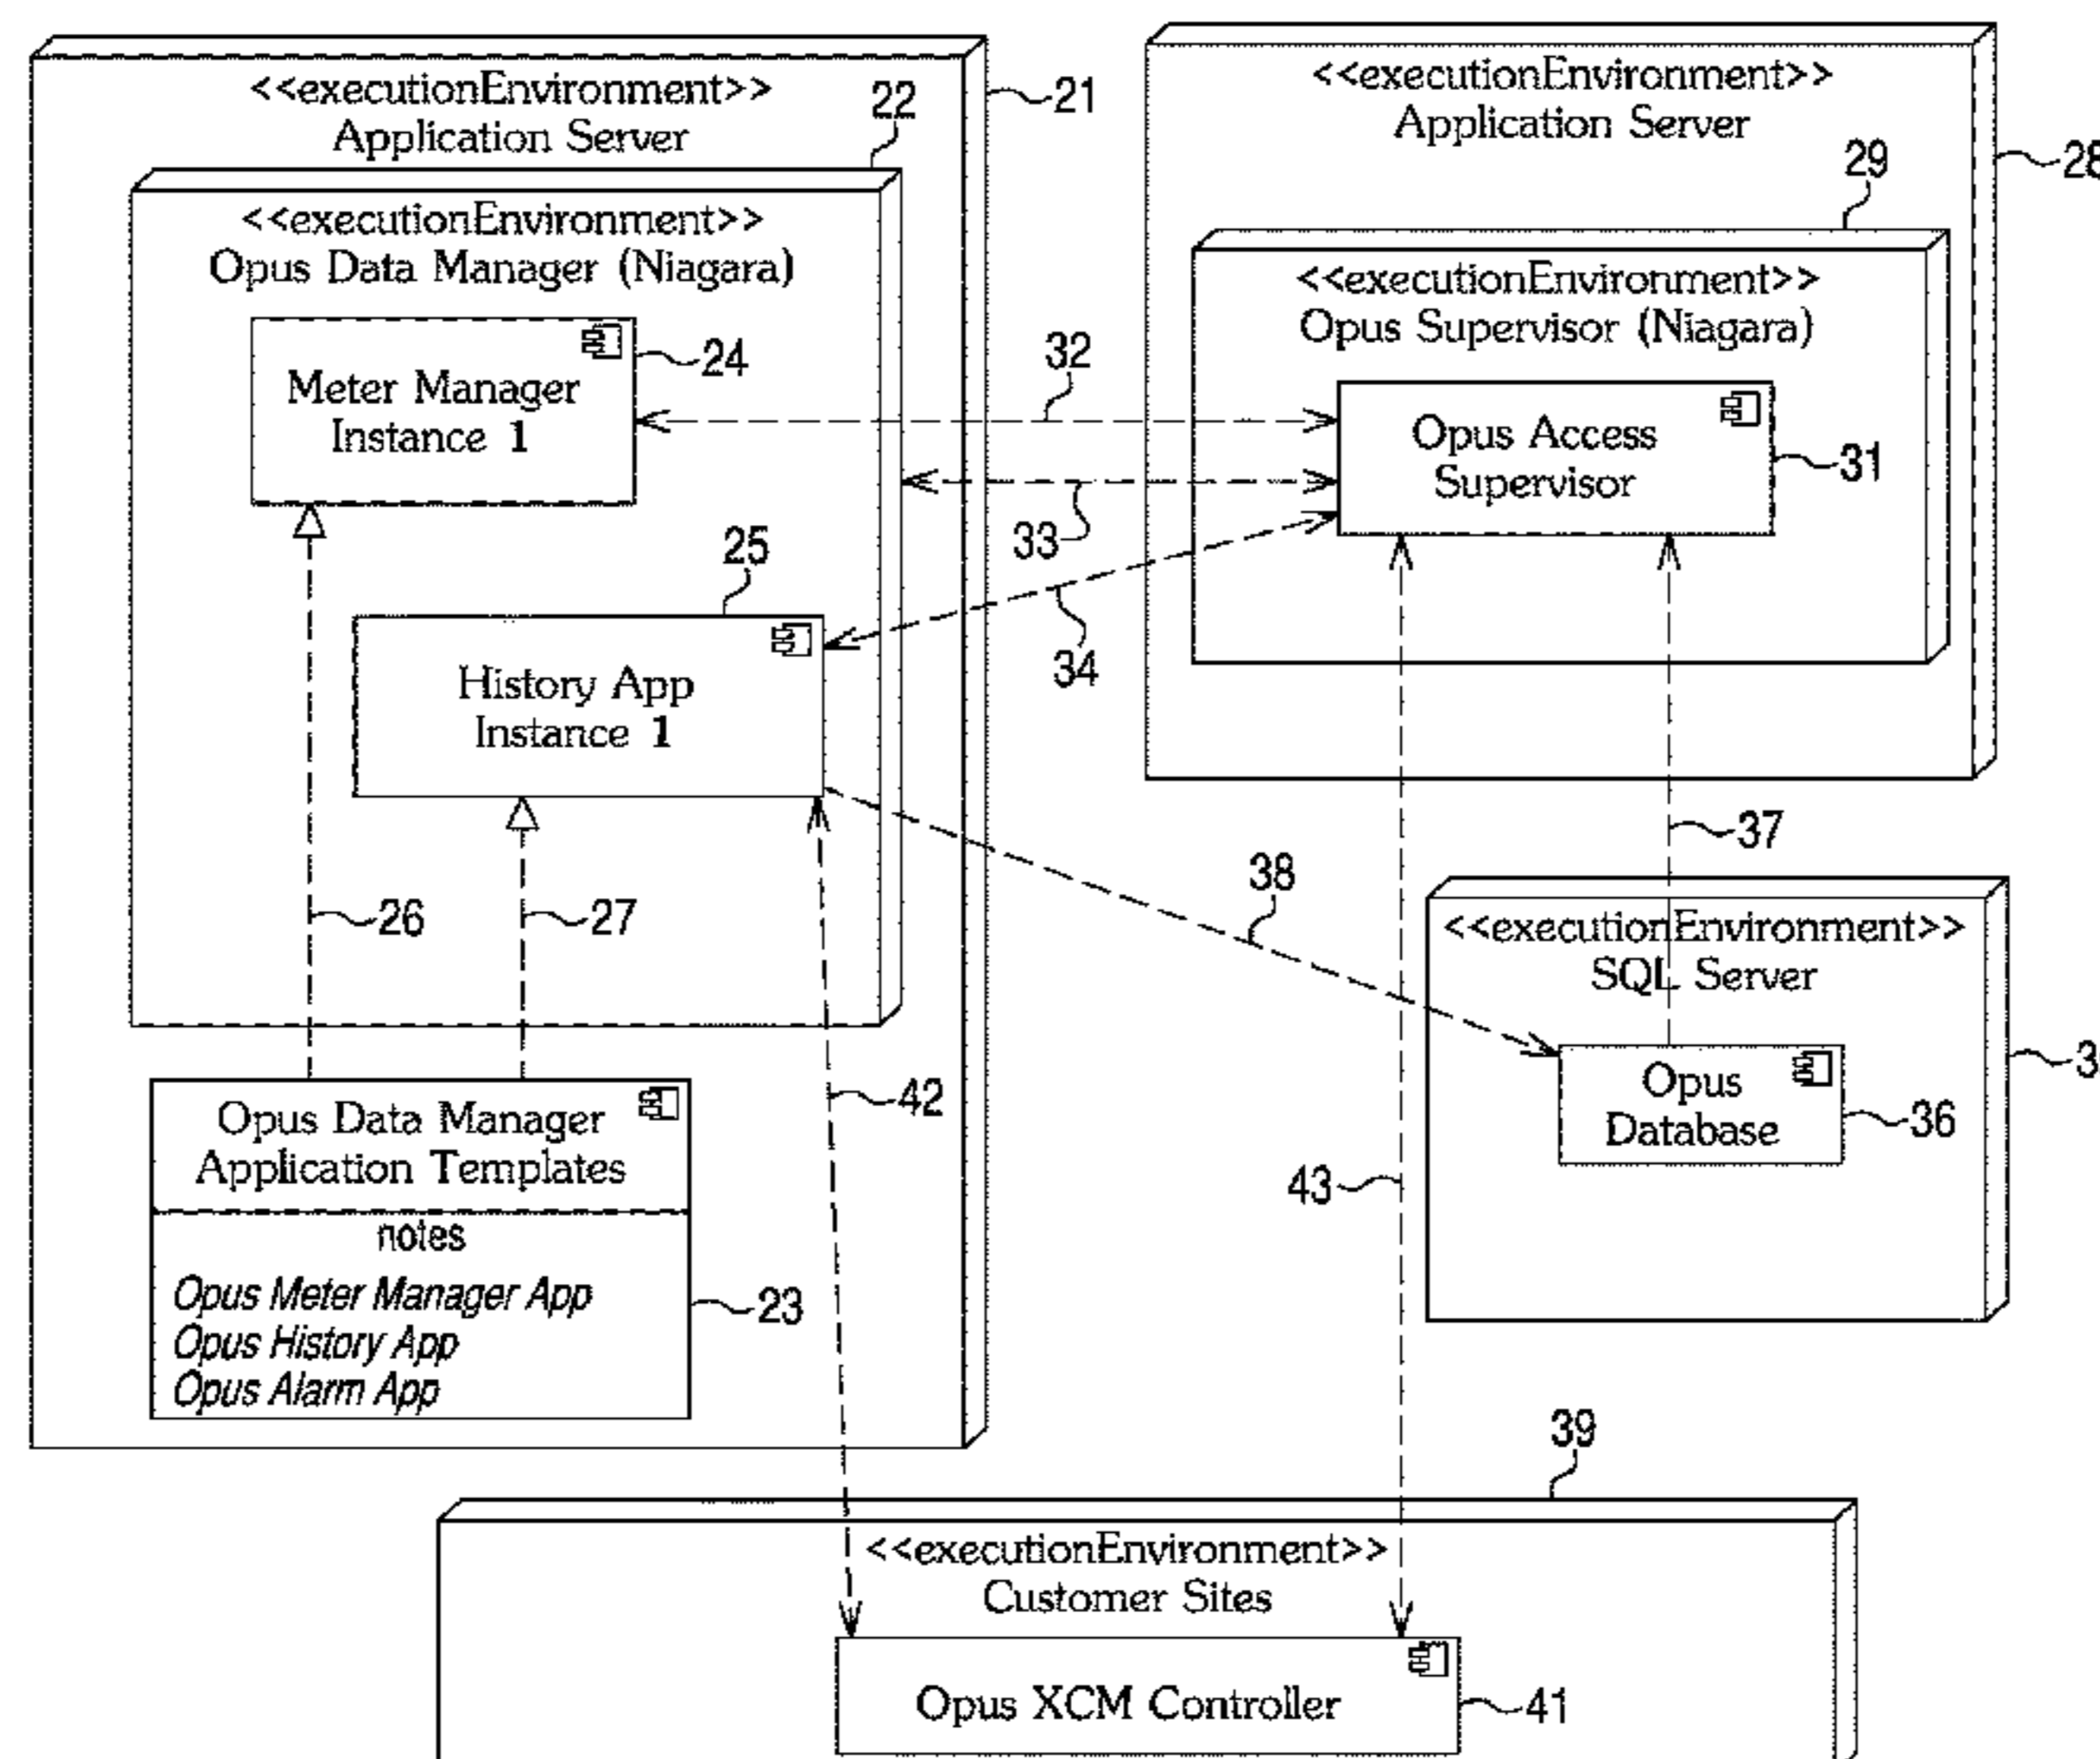 <<executionEnvironment>>
Application Server
21
22
<<executionEnvironment>>
Opus Data Manager (Niagara)
24
Meter Manager
Instance 1
25
History App
Instance 1
26
27
Opus Data Manager
Application Templates
notes
Opus Meter Manager App
Opus History App
Opus Alarm App
23
<<executionEnvironment>>
Application Server
28
29
<<executionEnvironment>>
Opus Supervisor (Niagara)
Opus Access
Supervisor
31
32
33
34
37
38
<<executionEnvironment>>
SQL Server
Opus
Database
36
42
43
39
<<executionEnvironment>>
Customer Sites
Opus XCM Controller
41